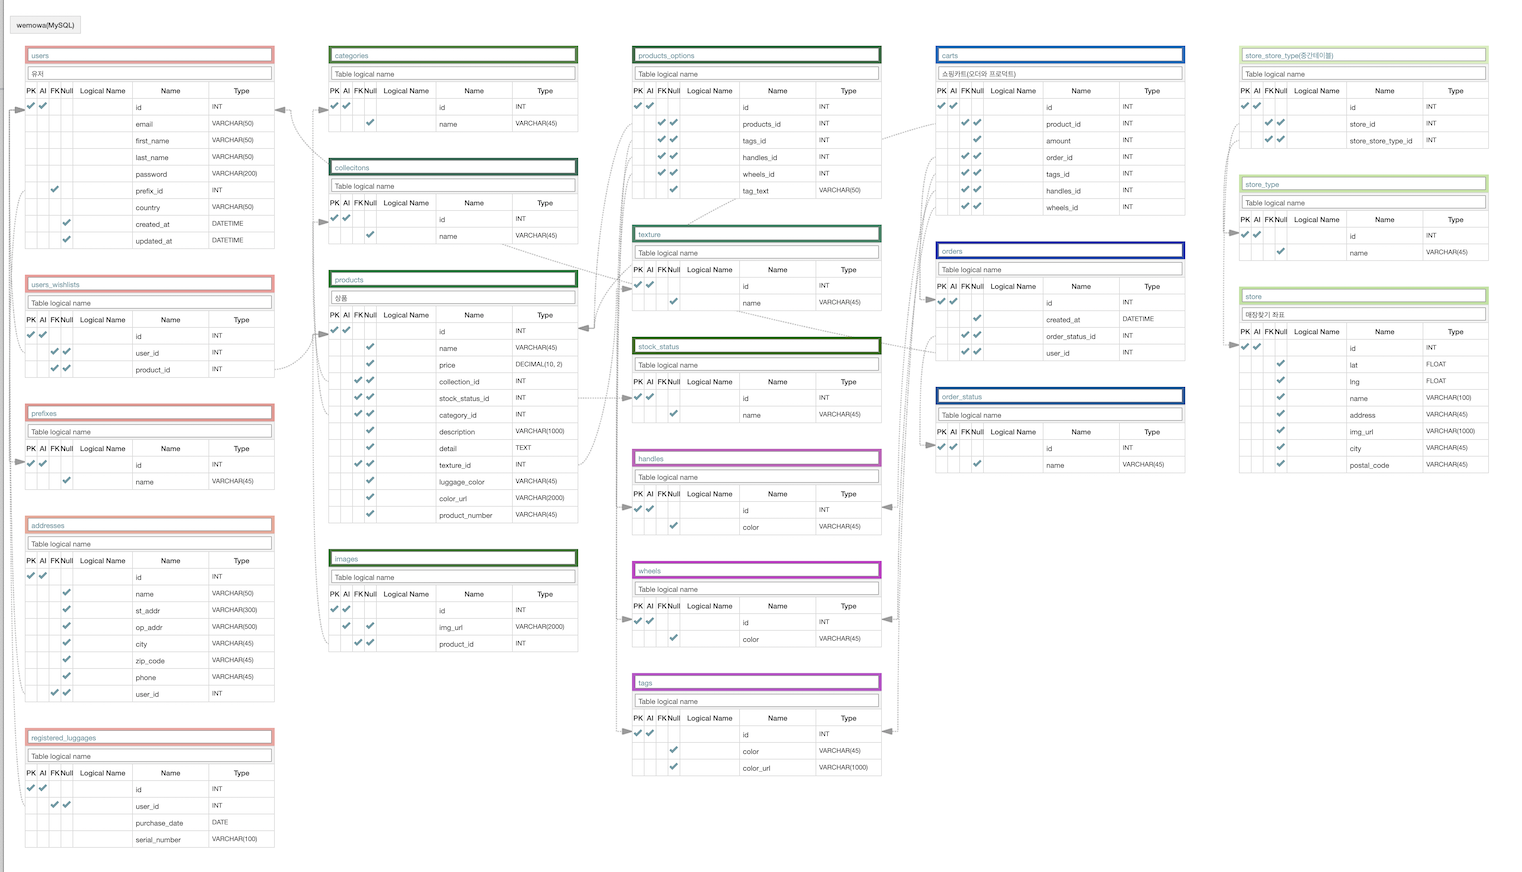 wemowa(MySQL)
users
유저
PK AI FK Null Logical Name Name Type
id INT
email VARCHAR(50)
first_name VARCHAR(50)
last_name VARCHAR(50)
password VARCHAR(200)
prefix_id INT
country VARCHAR(50)
created_at DATETIME
updated_at DATETIME
users_wishlists
Table logical name
PK AI FK Null Logical Name Name Type
id INT
user_id INT
product_id INT
prefixes
Table logical name
PK AI FK Null Logical Name Name Type
id INT
name VARCHAR(45)
addresses
Table logical name
PK AI FK Null Logical Name Name Type
id INT
name VARCHAR(50)
st_addr VARCHAR(300)
op_addr VARCHAR(500)
city VARCHAR(45)
zip_code VARCHAR(45)
phone VARCHAR(45)
user_id INT
registered_luggages
Table logical name
PK AI FK Null Logical Name Name Type
id INT
user_id INT
purchase_date DATE
serial_number VARCHAR(100)
categories
Table logical name
PK AI FK Null Logical Name Name Type
id INT
name VARCHAR(45)
collecitons
Table logical name
PK AI FK Null Logical Name Name Type
id INT
name VARCHAR(45)
products
상품
PK AI FK Null Logical Name Name Type
id INT
name VARCHAR(45)
price DECIMAL(10, 2)
collection_id INT
stock_status_id INT
category_id INT
description VARCHAR(1000)
detail TEXT
texture_id INT
luggage_color VARCHAR(45)
color_url VARCHAR(2000)
product_number VARCHAR(45)
images
Table logical name
PK AI FK Null Logical Name Name Type
id INT
img_url VARCHAR(2000)
product_id INT
products_options
Table logical name
PK AI FK Null Logical Name Name Type
id INT
products_id INT
tags_id INT
handles_id INT
wheels_id INT
tag_text VARCHAR(50)
texture
Table logical name
PK AI FK Null Logical Name Name Type
id INT
name VARCHAR(45)
stock_status
Table logical name
PK AI FK Null Logical Name Name Type
id INT
name VARCHAR(45)
handles
Table logical name
PK AI FK Null Logical Name Name Type
id INT
color VARCHAR(45)
wheels
Table logical name
PK AI FK Null Logical Name Name Type
id INT
color VARCHAR(45)
tags
Table logical name
PK AI FK Null Logical Name Name Type
id INT
color VARCHAR(45)
color_url VARCHAR(1000)
carts
쇼핑카트(오더와 프로덕트)
PK AI FK Null Logical Name Name Type
id INT
product_id INT
amount INT
order_id INT
tags_id INT
handles_id INT
wheels_id INT
orders
Table logical name
PK AI FK Null Logical Name Name Type
id INT
created_at DATETIME
order_status_id INT
user_id INT
order_status
Table logical name
PK AI FK Null Logical Name Name Type
id INT
name VARCHAR(45)
store_store_type(중간테이블)
Table logical name
PK AI FK Null Logical Name Name Type
id INT
store_id INT
store_store_type_id INT
store_type
Table logical name
PK AI FK Null Logical Name Name Type
id INT
name VARCHAR(45)
store
매장찾기 좌표
PK AI FK Null Logical Name Name Type
id INT
lat FLOAT
lng FLOAT
name VARCHAR(100)
address VARCHAR(45)
img_url VARCHAR(1000)
city VARCHAR(45)
postal_code VARCHAR(45)